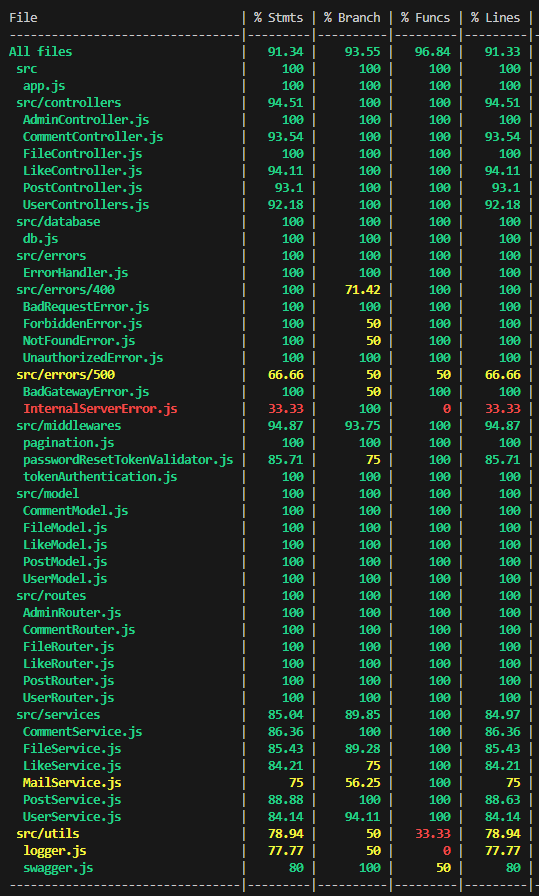 File                             | % Stmts | % Branch | % Funcs | % Lines |
---------------------------------|---------|----------|---------|---------|
All files                        |   91.34 |    93.55 |   96.84 |   91.33 |
 src                             |     100 |      100 |     100 |     100 |
  app.js                         |     100 |      100 |     100 |     100 |
 src/controllers                 |   94.51 |      100 |     100 |   94.51 |
  AdminController.js             |     100 |      100 |     100 |     100 |
  CommentController.js           |   93.54 |      100 |     100 |   93.54 |
  FileController.js              |     100 |      100 |     100 |     100 |
  LikeController.js              |   94.11 |      100 |     100 |   94.11 |
  PostController.js              |    93.1 |      100 |     100 |    93.1 |
  UserControllers.js             |   92.18 |      100 |     100 |   92.18 |
 src/database                    |     100 |      100 |     100 |     100 |
  db.js                          |     100 |      100 |     100 |     100 |
 src/errors                      |     100 |      100 |     100 |     100 |
  ErrorHandler.js                |     100 |      100 |     100 |     100 |
 src/errors/400                  |     100 |    71.42 |     100 |     100 |
  BadRequestError.js             |     100 |      100 |     100 |     100 |
  ForbiddenError.js              |     100 |       50 |     100 |     100 |
  NotFoundError.js               |     100 |       50 |     100 |     100 |
  UnauthorizedError.js           |     100 |      100 |     100 |     100 |
 src/errors/500                  |   66.66 |       50 |      50 |   66.66 |
  BadGatewayError.js             |     100 |       50 |     100 |     100 |
  InternalServerError.js         |   33.33 |      100 |       0 |   33.33 |
 src/middlewares                 |   94.87 |    93.75 |     100 |   94.87 |
  pagination.js                  |     100 |      100 |     100 |     100 |
  passwordResetTokenValidator.js |   85.71 |       75 |     100 |   85.71 |
  tokenAuthentication.js         |     100 |      100 |     100 |     100 |
 src/model                       |     100 |      100 |     100 |     100 |
  CommentModel.js                |     100 |      100 |     100 |     100 |
  FileModel.js                   |     100 |      100 |     100 |     100 |
  LikeModel.js                   |     100 |      100 |     100 |     100 |
  PostModel.js                   |     100 |      100 |     100 |     100 |
  UserModel.js                   |     100 |      100 |     100 |     100 |
 src/routes                      |     100 |      100 |     100 |     100 |
  AdminRouter.js                 |     100 |      100 |     100 |     100 |
  CommentRouter.js               |     100 |      100 |     100 |     100 |
  FileRouter.js                  |     100 |      100 |     100 |     100 |
  LikeRouter.js                  |     100 |      100 |     100 |     100 |
  PostRouter.js                  |     100 |      100 |     100 |     100 |
  UserRouter.js                  |     100 |      100 |     100 |     100 |
 src/services                    |   85.04 |    89.85 |     100 |   84.97 |
  CommentService.js              |   86.36 |      100 |     100 |   86.36 |
  FileService.js                 |   85.43 |    89.28 |     100 |   85.43 |
  LikeService.js                 |   84.21 |       75 |     100 |   84.21 |
  MailService.js                 |      75 |    56.25 |     100 |      75 |
  PostService.js                 |   88.88 |      100 |     100 |   88.63 |
  UserService.js                 |   84.14 |    94.11 |     100 |   84.14 |
 src/utils                       |   78.94 |       50 |   33.33 |   78.94 |
  logger.js                      |   77.77 |       50 |       0 |   77.77 |
  swagger.js                     |      80 |      100 |      50 |      80 |
---------------------------------|---------|----------|---------|---------|